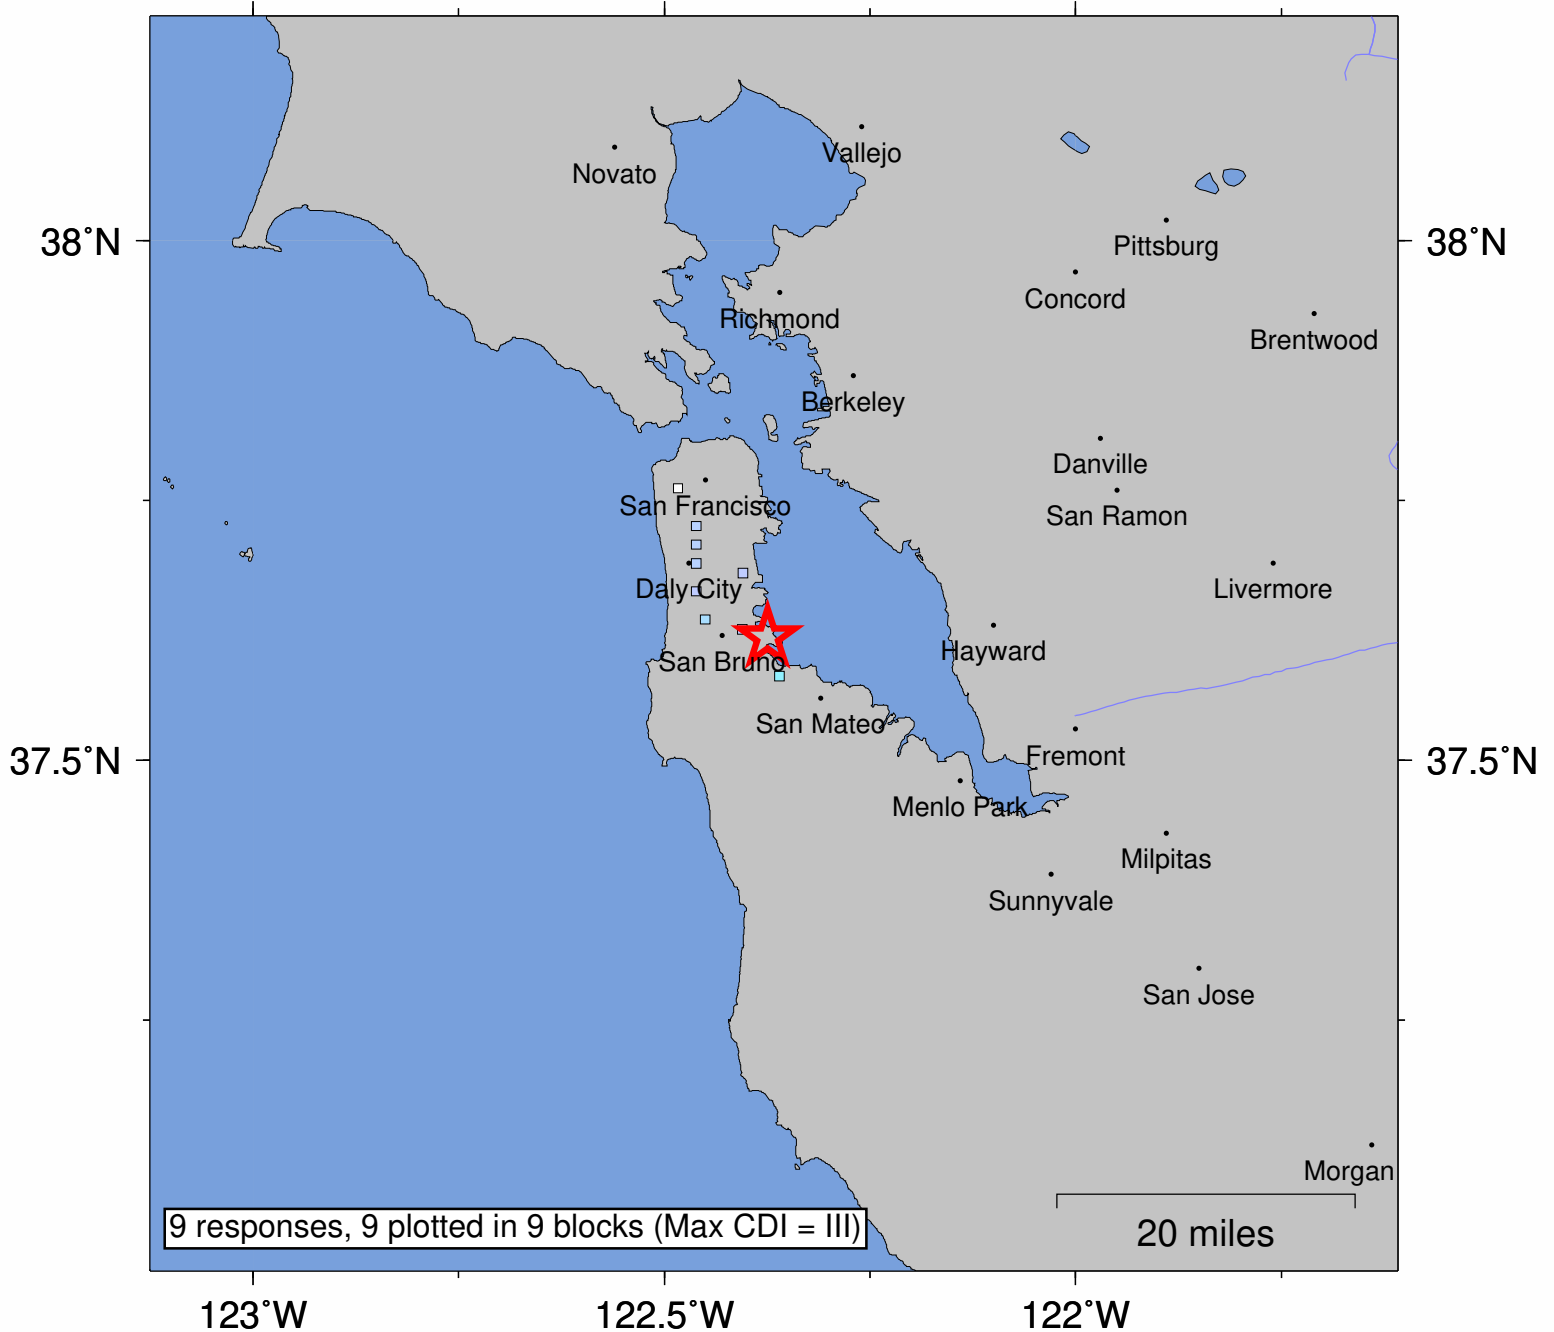 Novato
Vallejo
38°N
38°N
Pittsburg
Concord
Richmond
Brentwood
Berkeley
Danville
San Francisco
San Ramon
Daly City
Livermore
Hayward
San Bruno
San Mateo
Fremont
37.5°N
37.5°N
Menlo Park
Milpitas
Sunnyvale
San Jose
Morgan
9 responses, 9 plotted in 9 blocks (Max CDI = III)
20 miles
123°W
122.5°W
122°W